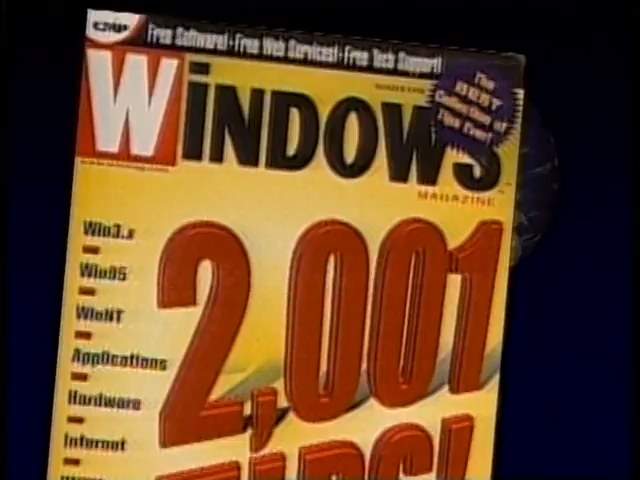 CMP
Free Software! · Free Web Services! · Free Tech Support!
The
BEST
Collection of
Tips Ever!
WINDOWS
MAGAZINE
Win3.x
Win95
WinNT
Applications
Hardware
Internet
2,001
TIPS!